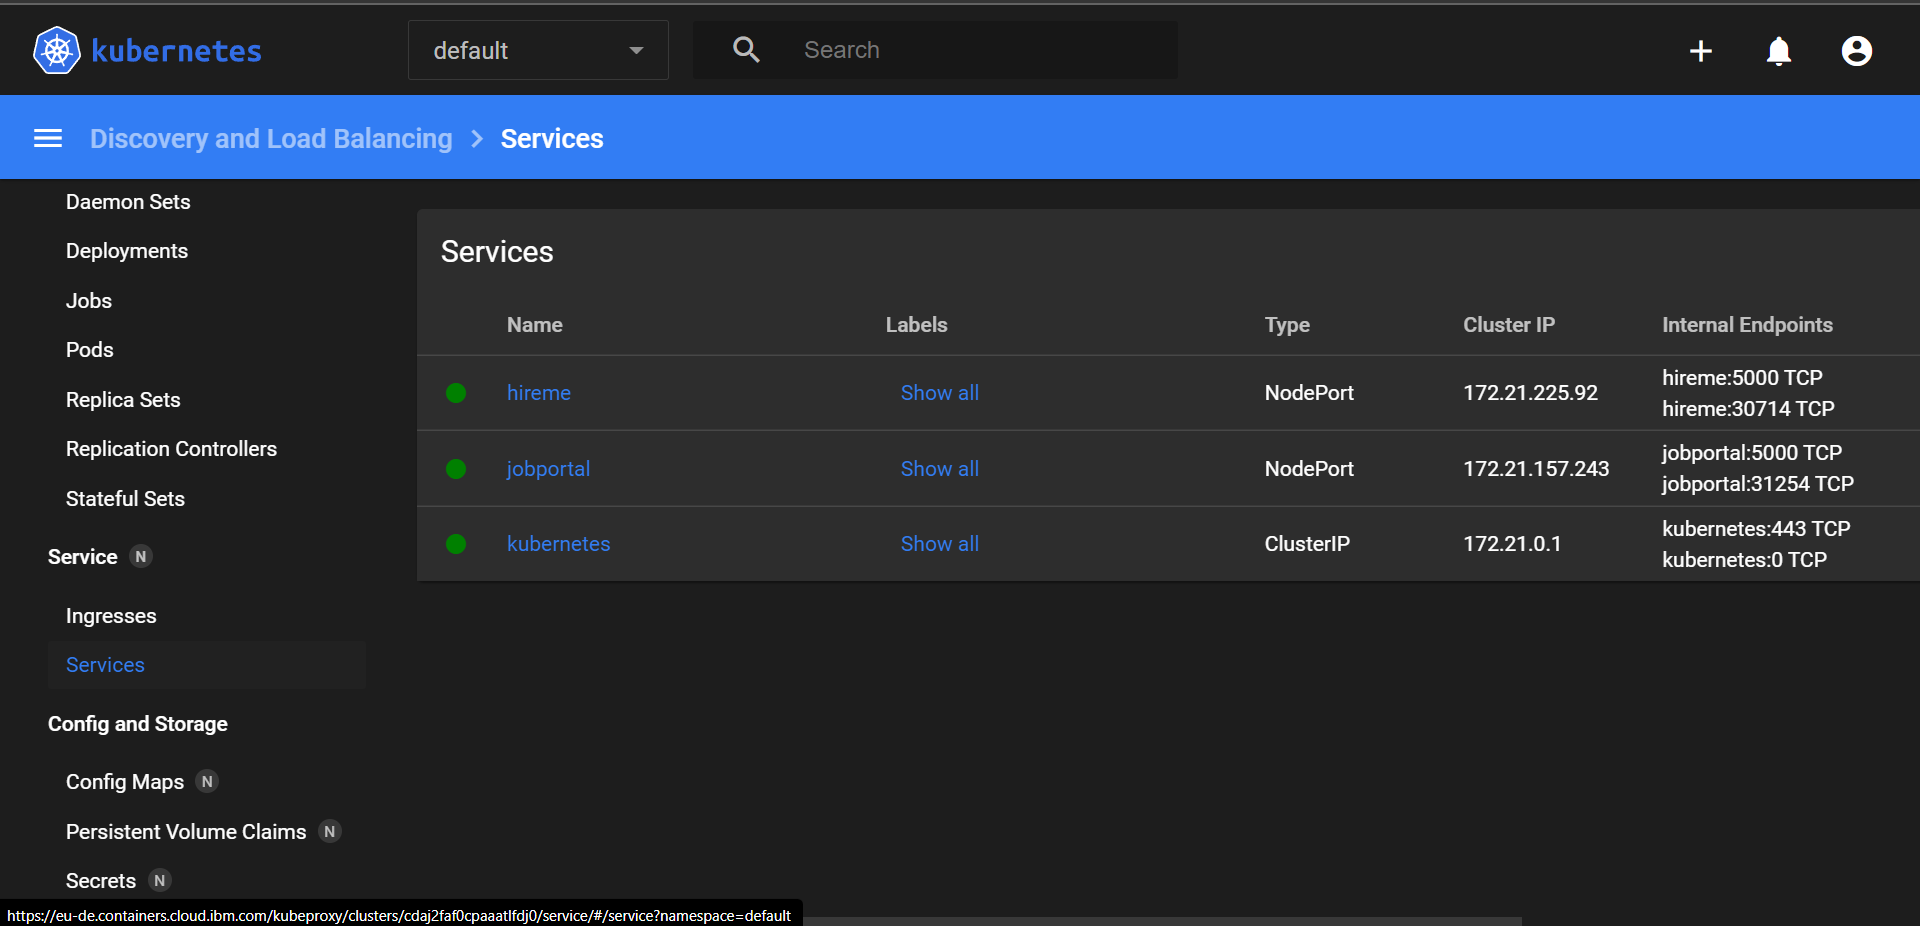 kubernetes
default
Search
Discovery and Load Balancing
Services
Daemon Sets
Deployments
Jobs
Pods
Replica Sets
Replication Controllers
Stateful Sets
Service N
Ingresses
Services
Config and Storage
Config Maps N
Persistent Volume Claims N
Secrets N
Services
Name Labels Type Cluster IP Internal Endpoints
hireme Show all NodePort 172.21.225.92 hireme:5000 TCP
hireme:30714 TCP
jobportal Show all NodePort 172.21.157.243 jobportal:5000 TCP
jobportal:31254 TCP
kubernetes Show all ClusterIP 172.21.0.1 kubernetes:443 TCP
kubernetes:0 TCP
https://eu-de.containers.cloud.ibm.com/kubeproxy/clusters/cdaj2faf0cpaaatlfdj0/service/#/service?namespace=default